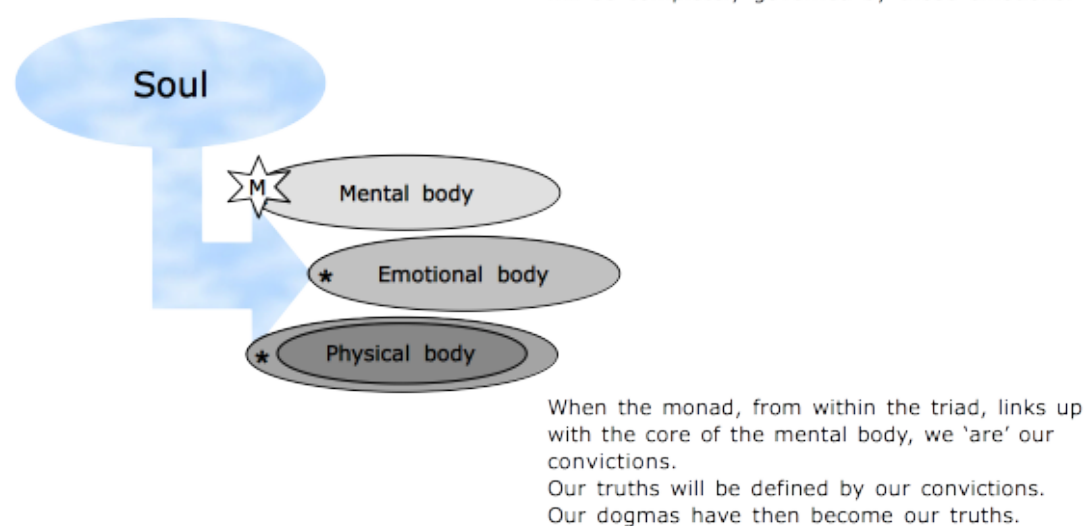 Soul
M
Mental body
* Emotional body
* Physical body
When the monad, from within the triad, links up
with the core of the mental body, we ‘are’ our
convictions.
Our truths will be defined by our convictions.
Our dogmas have then become our truths.